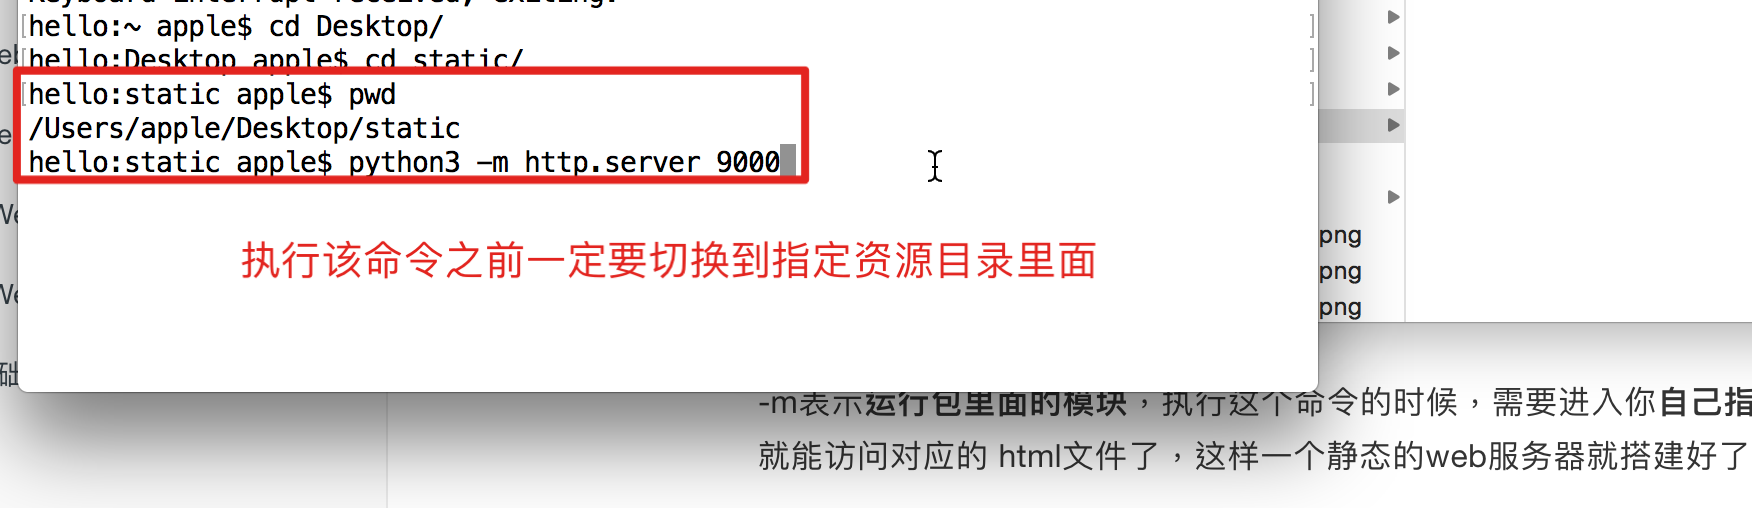 Keyboard interrupt received, exiting.
[hello:~ apple$ cd Desktop/ ]
[hello:Desktop apple$ cd static/ ]
[hello:static apple$ pwd ]
/Users/apple/Desktop/static
hello:static apple$ python3 -m http.server 9000
执行该命令之前一定要切换到指定资源目录里面
png
png
png
础
-m表示运行包里面的模块，执行这个命令的时候，需要进入你自己指
就能访问对应的 html文件了，这样一个静态的web服务器就搭建好了